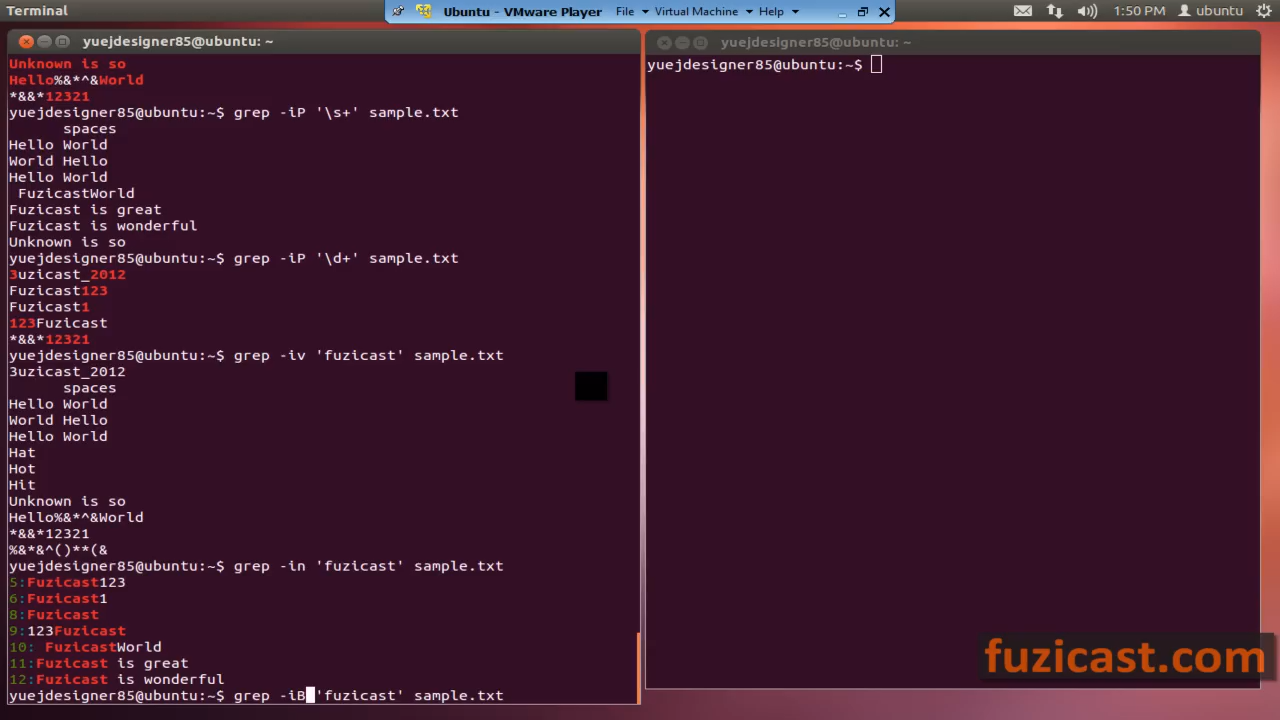 Terminal
Ubuntu - VMware Player File Virtual Machine Help
1:50 PM ubuntu
yuejdesigner85@ubuntu: ~
Unknown is so
Hello%&*^&World
*&&*12321
yuejdesigner85@ubuntu:~$ grep -iP '\s+' sample.txt
      spaces
Hello World
World Hello
Hello World
 FuzicastWorld
Fuzicast is great
Fuzicast is wonderful
Unknown is so
yuejdesigner85@ubuntu:~$ grep -iP '\d+' sample.txt
3uzicast_2012
Fuzicast123
Fuzicast1
123Fuzicast
*&&*12321
yuejdesigner85@ubuntu:~$ grep -iv 'fuzicast' sample.txt
3uzicast_2012
      spaces
Hello World
World Hello
Hello World
Hat
Hot
Hit
Unknown is so
Hello%&*^&World
*&&*12321
%&*&^()**(&
yuejdesigner85@ubuntu:~$ grep -in 'fuzicast' sample.txt
5:Fuzicast123
6:Fuzicast1
8:Fuzicast
9:123Fuzicast
10: FuzicastWorld
11:Fuzicast is great
12:Fuzicast is wonderful
yuejdesigner85@ubuntu:~$ grep -iB 'fuzicast' sample.txt
yuejdesigner85@ubuntu: ~
yuejdesigner85@ubuntu:~$
fuzicast.com